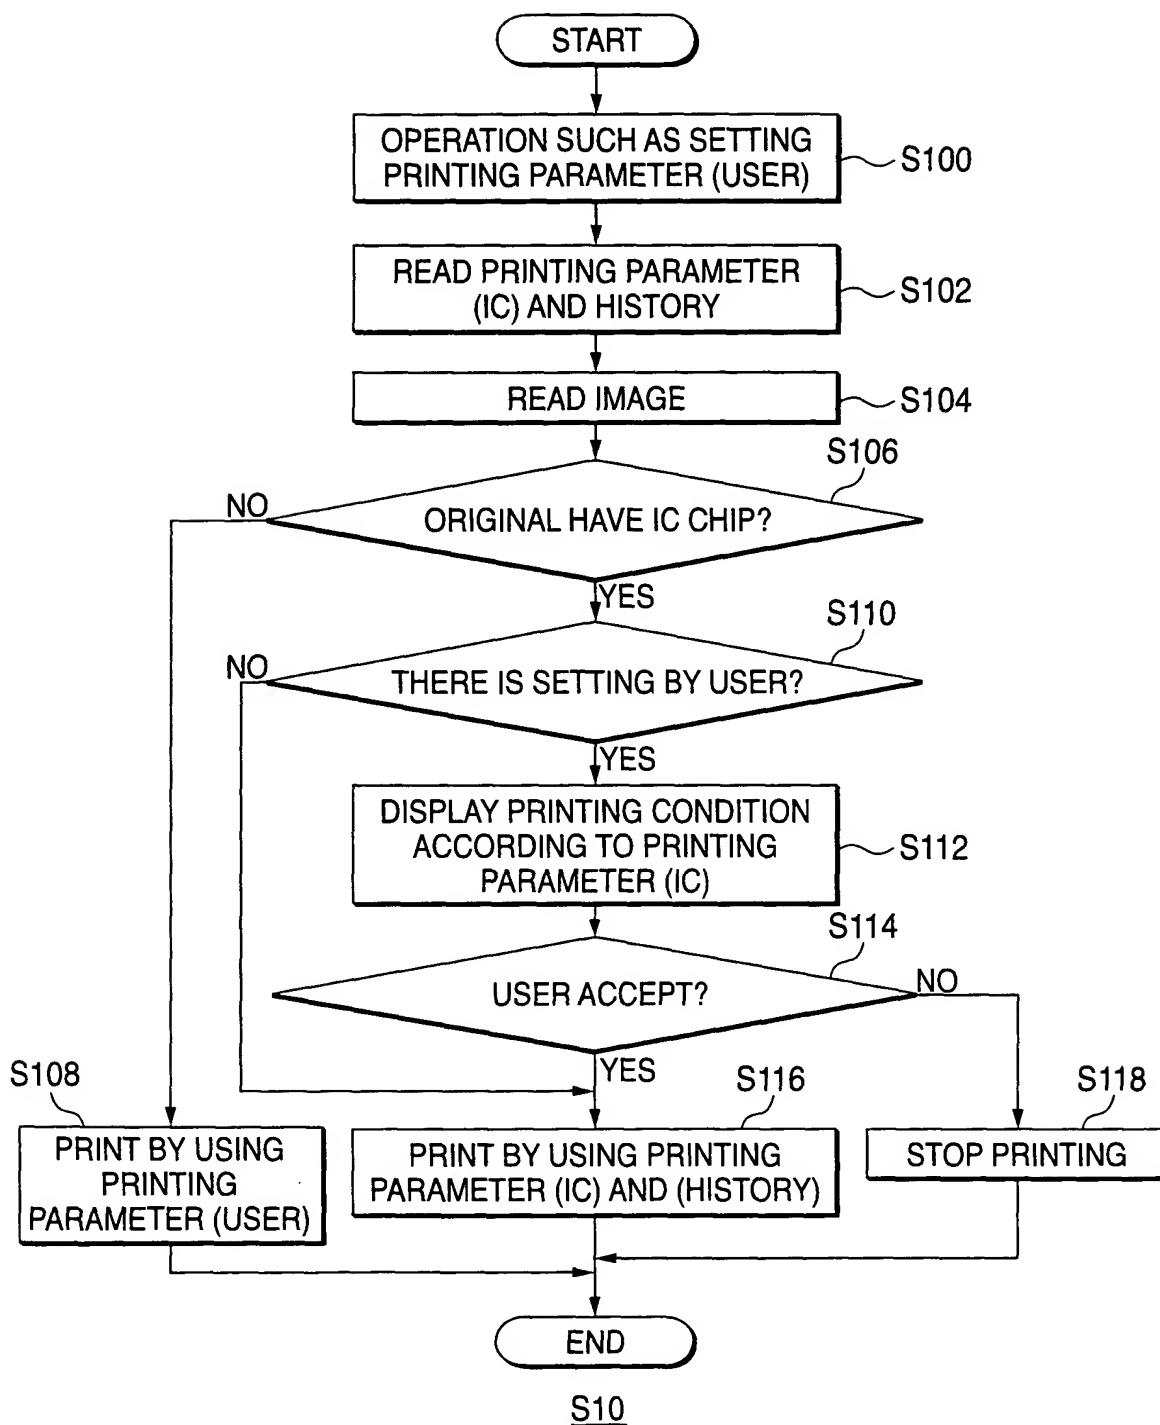 START
OPERATION SUCH AS SETTING
PRINTING PARAMETER (USER)
S100
READ PRINTING PARAMETER
(IC) AND HISTORY
S102
READ IMAGE
S104
S106
NO
ORIGINAL HAVE IC CHIP?
YES
S110
NO
THERE IS SETTING BY USER?
YES
DISPLAY PRINTING CONDITION
ACCORDING TO PRINTING
PARAMETER (IC)
S112
S114
NO
USER ACCEPT?
YES
S108
PRINT BY USING
PRINTING
PARAMETER (USER)
S116
PRINT BY USING PRINTING
PARAMETER (IC) AND (HISTORY)
S118
STOP PRINTING
END
S10